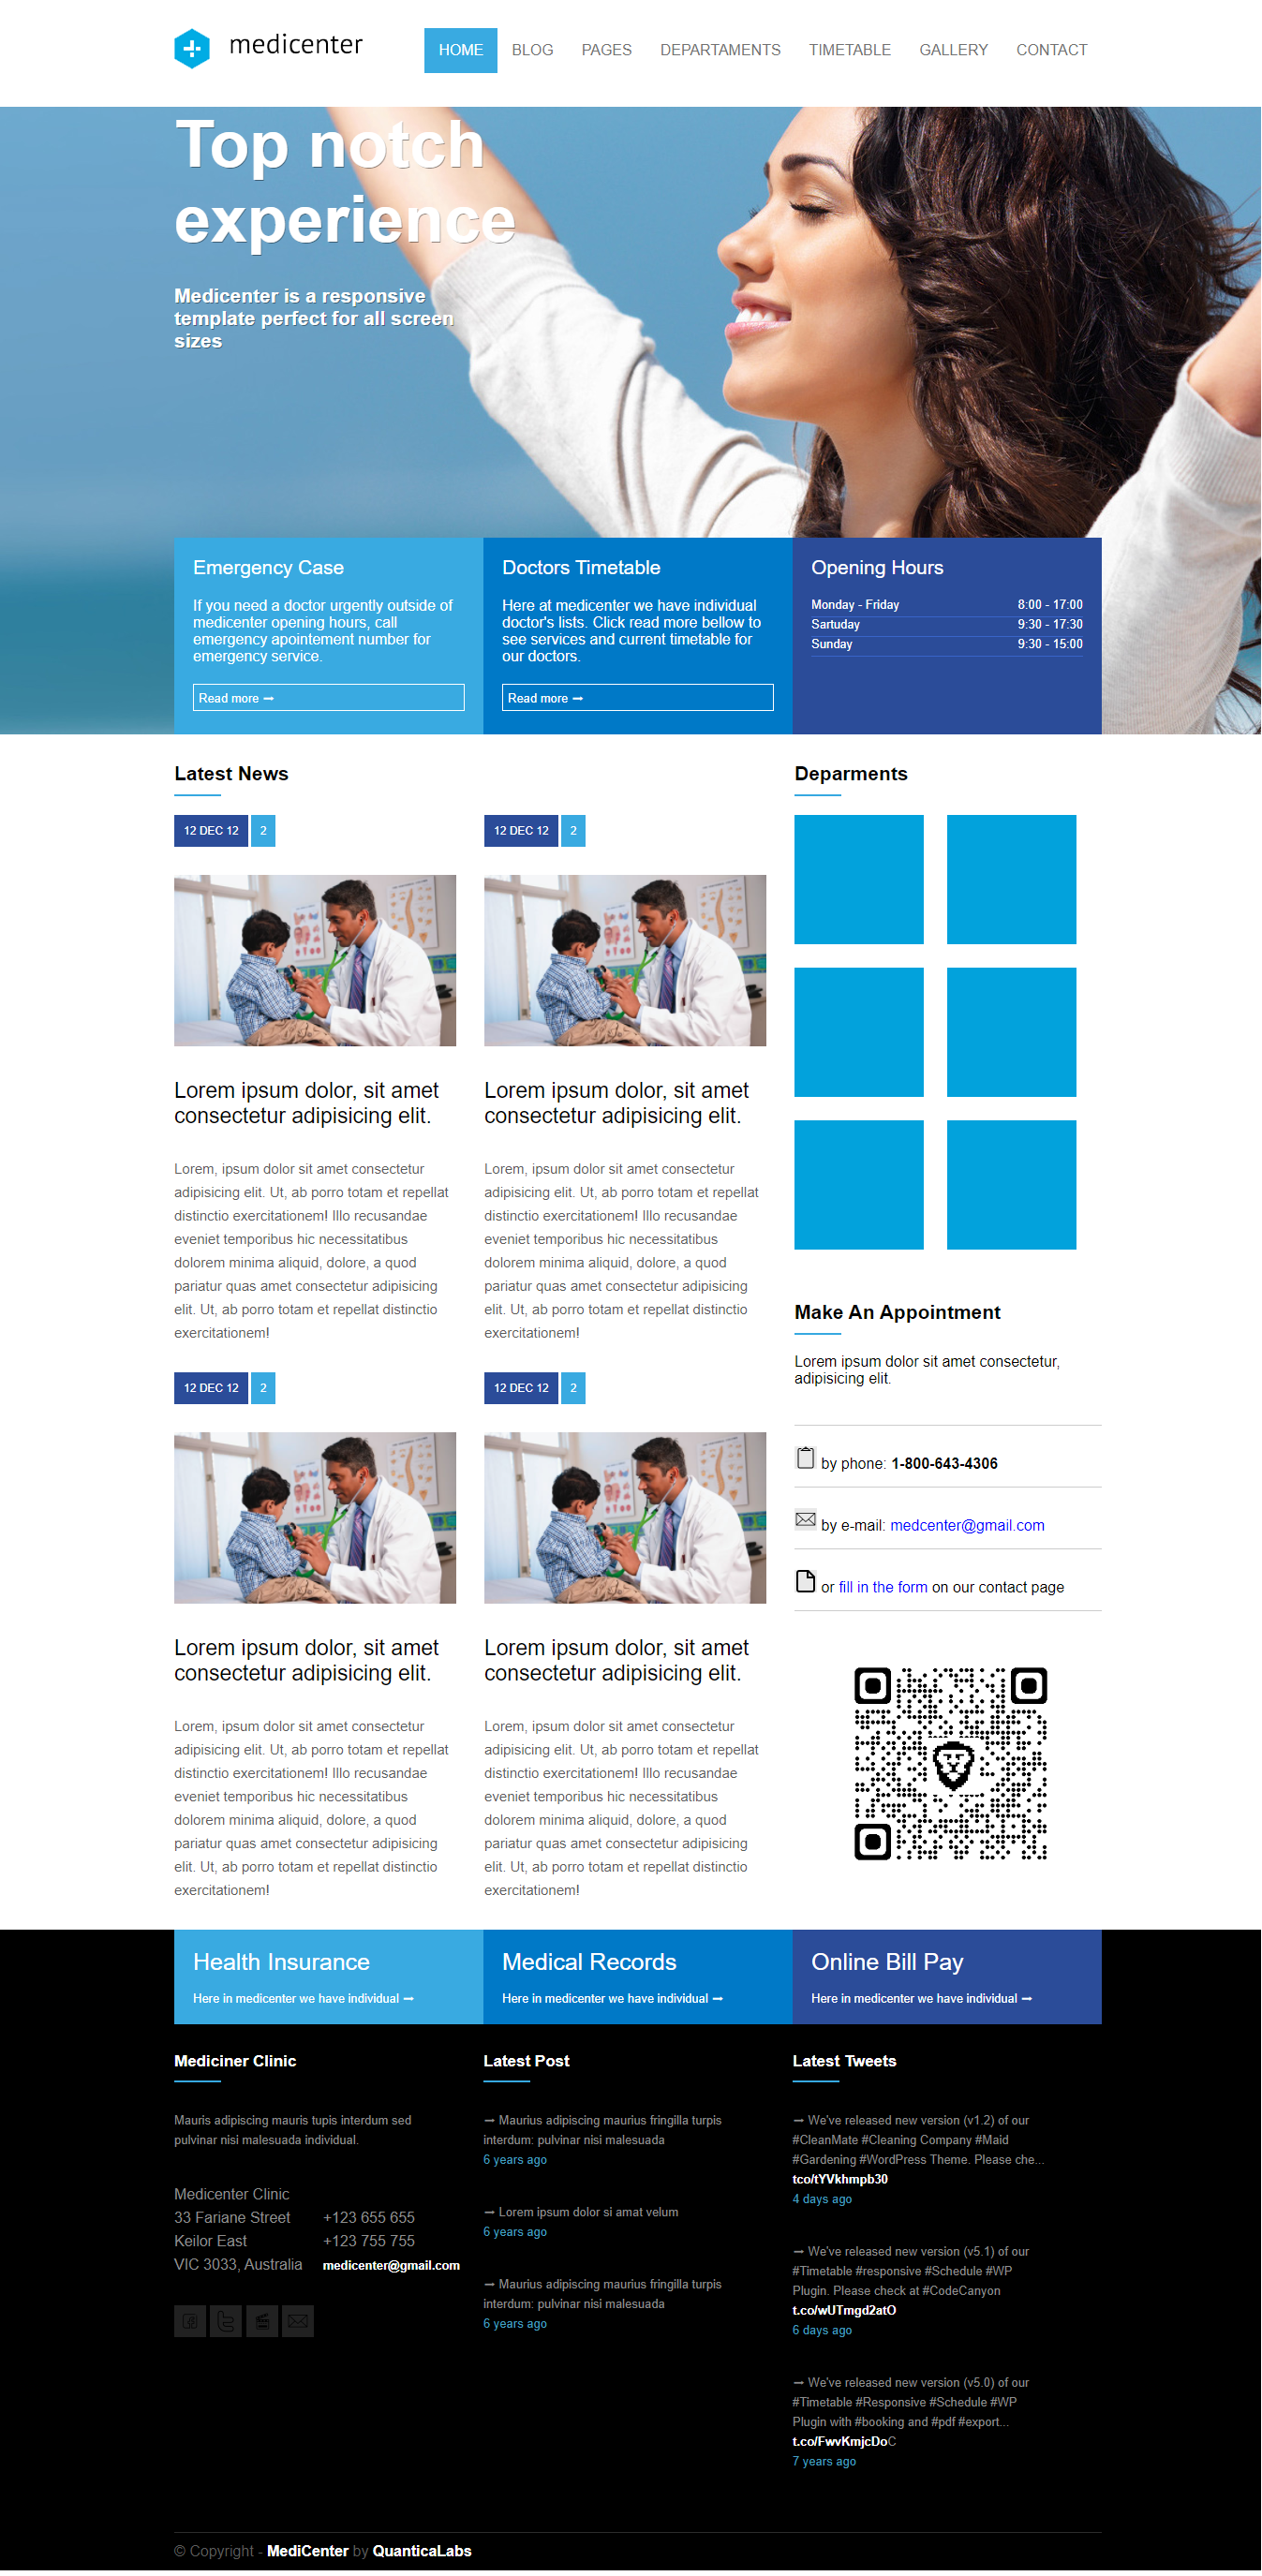 medicenter
HOME BLOG PAGES DEPARTAMENTS TIMETABLE GALLERY CONTACT
Top notch
experience
Medicenter is a responsive
template perfect for all screen
sizes
Emergency Case
If you need a doctor urgently outside of
medicenter opening hours, call
emergency apointement number for
emergency service.
Read more →
Doctors Timetable
Here at medicenter we have individual
doctor's lists. Click read more bellow to
see services and current timetable for
our doctors.
Read more →
Opening Hours
Monday - Friday 8:00 - 17:00
Sartuday 9:30 - 17:30
Sunday 9:30 - 15:00
Latest News
12 DEC 12 2
Lorem ipsum dolor, sit amet
consectetur adipisicing elit.
Lorem, ipsum dolor sit amet consectetur
adipisicing elit. Ut, ab porro totam et repellat
distinctio exercitationem! Illo recusandae
eveniet temporibus hic necessitatibus
dolorem minima aliquid, dolore, a quod
pariatur quas amet consectetur adipisicing
elit. Ut, ab porro totam et repellat distinctio
exercitationem!
12 DEC 12 2
Lorem ipsum dolor, sit amet
consectetur adipisicing elit.
Lorem, ipsum dolor sit amet consectetur
adipisicing elit. Ut, ab porro totam et repellat
distinctio exercitationem! Illo recusandae
eveniet temporibus hic necessitatibus
dolorem minima aliquid, dolore, a quod
pariatur quas amet consectetur adipisicing
elit. Ut, ab porro totam et repellat distinctio
exercitationem!
12 DEC 12 2
Lorem ipsum dolor, sit amet
consectetur adipisicing elit.
Lorem, ipsum dolor sit amet consectetur
adipisicing elit. Ut, ab porro totam et repellat
distinctio exercitationem! Illo recusandae
eveniet temporibus hic necessitatibus
dolorem minima aliquid, dolore, a quod
pariatur quas amet consectetur adipisicing
elit. Ut, ab porro totam et repellat distinctio
exercitationem!
12 DEC 12 2
Lorem ipsum dolor, sit amet
consectetur adipisicing elit.
Lorem, ipsum dolor sit amet consectetur
adipisicing elit. Ut, ab porro totam et repellat
distinctio exercitationem! Illo recusandae
eveniet temporibus hic necessitatibus
dolorem minima aliquid, dolore, a quod
pariatur quas amet consectetur adipisicing
elit. Ut, ab porro totam et repellat distinctio
exercitationem!
Deparments
Make An Appointment
Lorem ipsum dolor sit amet consectetur,
adipisicing elit.
by phone: 1-800-643-4306
by e-mail: medcenter@gmail.com
or fill in the form on our contact page
Health Insurance
Here in medicenter we have individual →
Medical Records
Here in medicenter we have individual →
Online Bill Pay
Here in medicenter we have individual →
Mediciner Clinic
Mauris adipiscing mauris tupis interdum sed
pulvinar nisi malesuada individual.
Medicenter Clinic
33 Fariane Street +123 655 655
Keilor East +123 755 755
VIC 3033, Australia medicenter@gmail.com
Latest Post
→ Maurius adipiscing maurius fringilla turpis
interdum: pulvinar nisi malesuada
6 years ago
→ Lorem ipsum dolor si amat velum
6 years ago
→ Maurius adipiscing maurius fringilla turpis
interdum: pulvinar nisi malesuada
6 years ago
Latest Tweets
→ We've released new version (v1.2) of our
#CleanMate #Cleaning Company #Maid
#Gardening #WordPress Theme. Please che...
tco/tYVkhmpb30
4 days ago
→ We've released new version (v5.1) of our
#Timetable #responsive #Schedule #WP
Plugin. Please check at #CodeCanyon
t.co/wUTmgd2atO
6 days ago
→ We've released new version (v5.0) of our
#Timetable #Responsive #Schedule #WP
Plugin with #booking and #pdf #export...
t.co/FwvKmjcDoC
7 years ago
© Copyright - MediCenter by QuanticaLabs